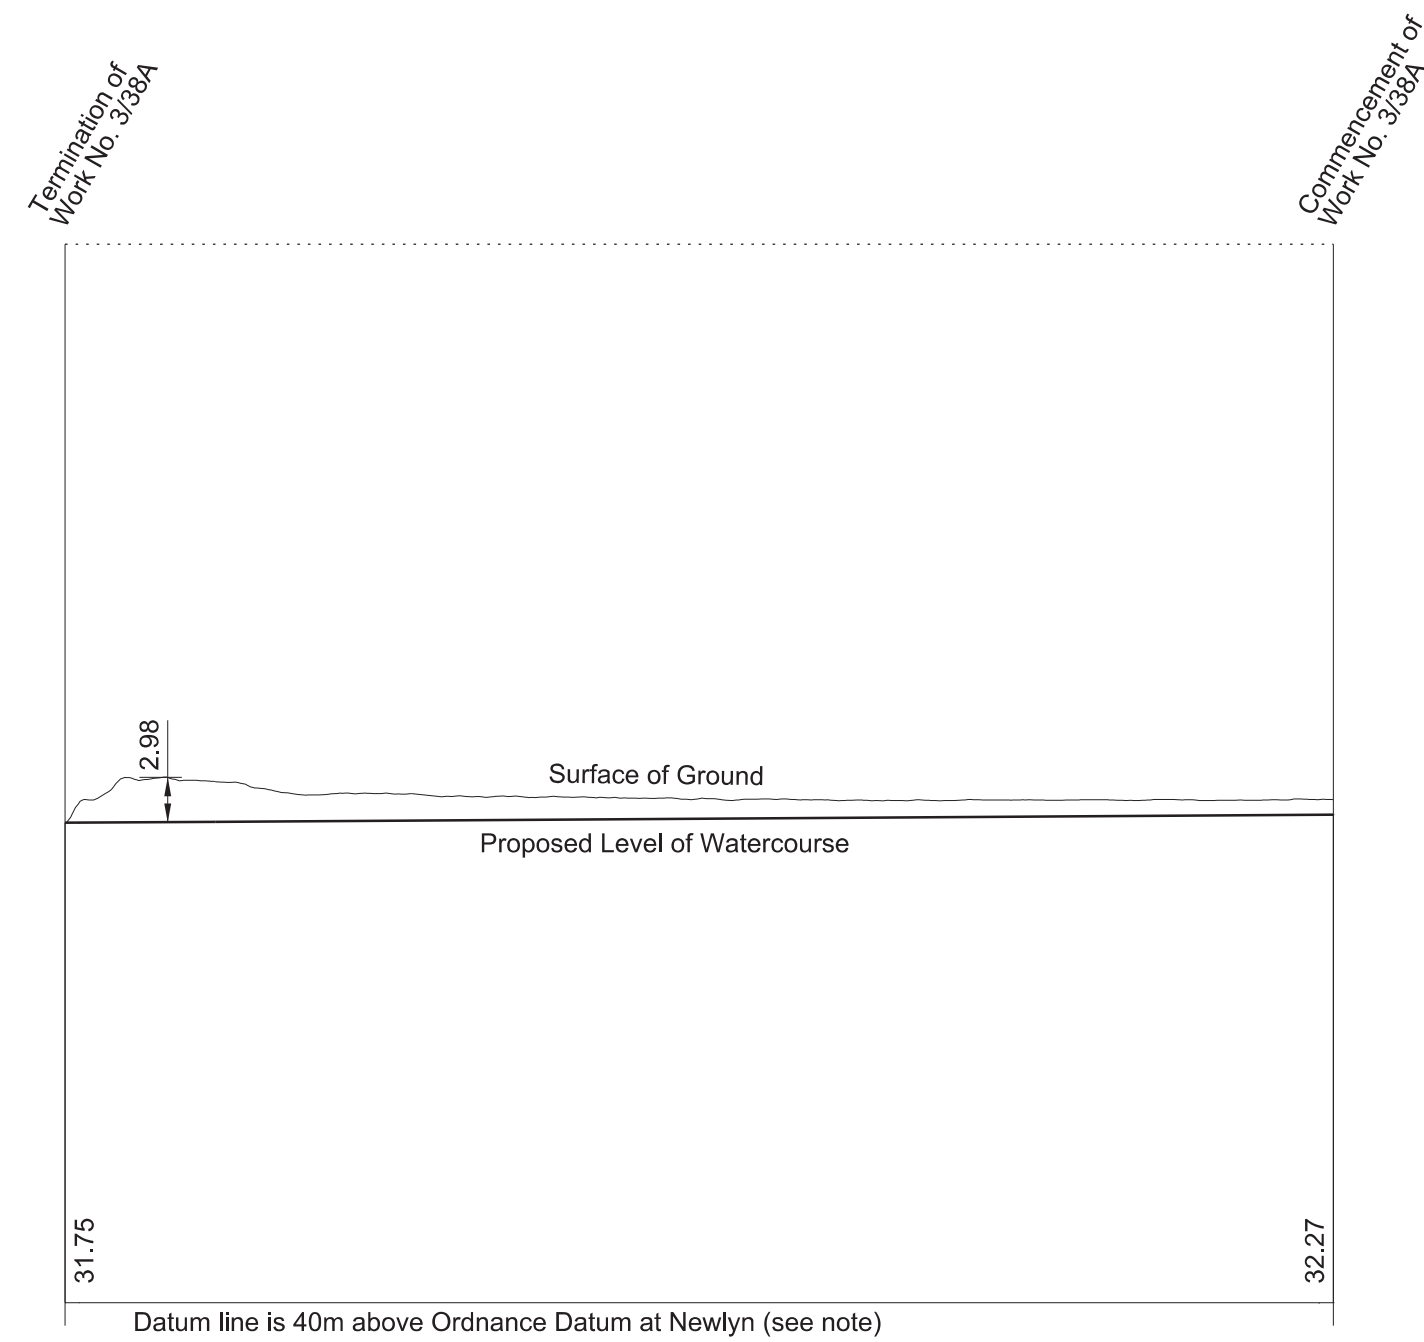 Termination of
Work No. 3/38A
Commencement of
Work No. 3/38A
2.98
Surface of Ground
Proposed Level of Watercourse
31.75
32.27
Datum line is 40m above Ordnance Datum at Newlyn (see note)